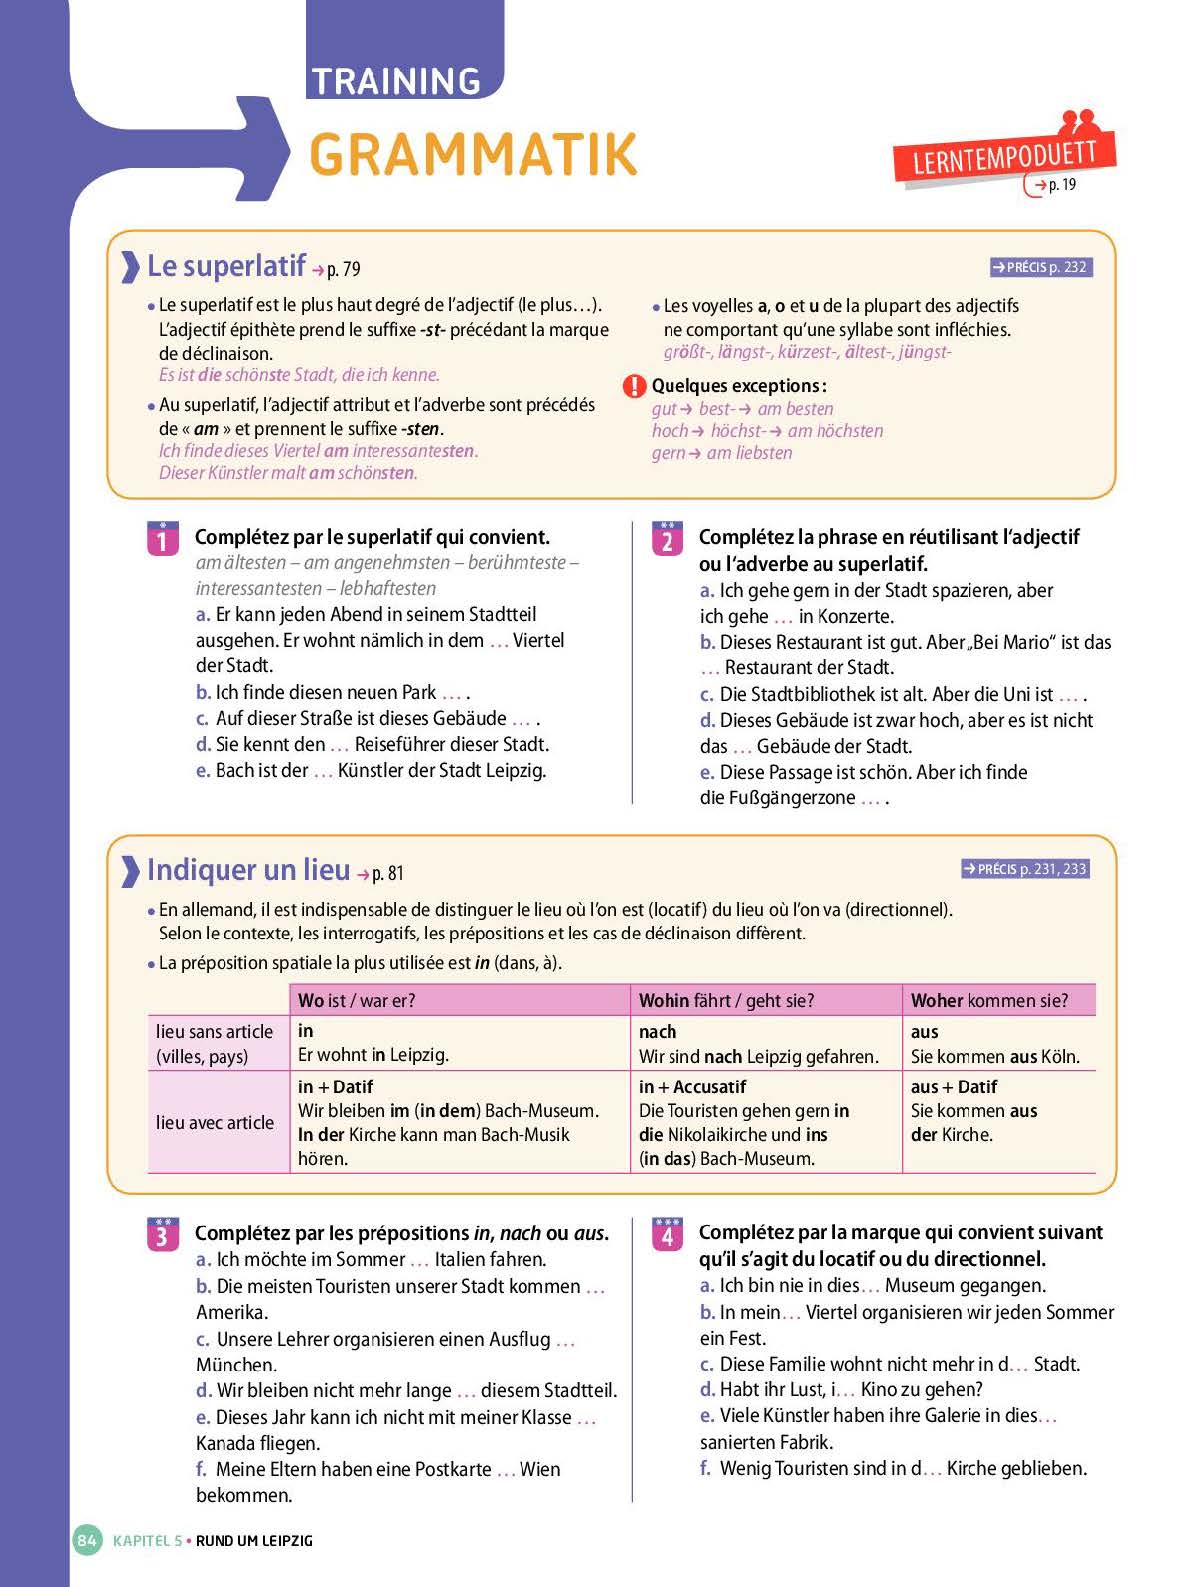 TRAINING
GRAMMATIK
LERNTEMPODUETT
→ p. 19
Le superlatif → p. 79
→ PRÉCIS p. 232
• Le superlatif est le plus haut degré de l'adjectif (le plus…).
L'adjectif épithète prend le suffixe -st- précédant la marque
de déclinaison.
Es ist die schönste Stadt, die ich kenne.
• Au superlatif, l'adjectif attribut et l'adverbe sont précédés
de « am » et prennent le suffixe -sten.
Ich finde dieses Viertel am interessantesten.
Dieser Künstler malt am schönsten.
• Les voyelles a, o et u de la plupart des adjectifs
ne comportant qu'une syllabe sont infléchies.
größt-, längst-, kürzest-, ältest-, jüngst-
! Quelques exceptions :
gut → best- → am besten
hoch → höchst- → am höchsten
gern → am liebsten
* 1 Complétez par le superlatif qui convient.
am ältesten – am angenehmsten – berühmteste –
interessantesten – lebhaftesten
a. Er kann jeden Abend in seinem Stadtteil
ausgehen. Er wohnt nämlich in dem … Viertel
der Stadt.
b. Ich finde diesen neuen Park … .
c. Auf dieser Straße ist dieses Gebäude … .
d. Sie kennt den … Reiseführer dieser Stadt.
e. Bach ist der … Künstler der Stadt Leipzig.
** 2 Complétez la phrase en réutilisant l'adjectif
ou l'adverbe au superlatif.
a. Ich gehe gern in der Stadt spazieren, aber
ich gehe … in Konzerte.
b. Dieses Restaurant ist gut. Aber „Bei Mario“ ist das
… Restaurant der Stadt.
c. Die Stadtbibliothek ist alt. Aber die Uni ist … .
d. Dieses Gebäude ist zwar hoch, aber es ist nicht
das … Gebäude der Stadt.
e. Diese Passage ist schön. Aber ich finde
die Fußgängerzone … .
Indiquer un lieu → p. 81
→ PRÉCIS p. 231, 233
• En allemand, il est indispensable de distinguer le lieu où l'on est (locatif) du lieu où l'on va (directionnel).
Selon le contexte, les interrogatifs, les prépositions et les cas de déclinaison diffèrent.
• La préposition spatiale la plus utilisée est in (dans, à).
Wo ist / war er?
Wohin fährt / geht sie?
Woher kommen sie?
lieu sans article
(villes, pays)
in
Er wohnt in Leipzig.
nach
Wir sind nach Leipzig gefahren.
aus
Sie kommen aus Köln.
lieu avec article
in + Datif
Wir bleiben im (in dem) Bach-Museum.
In der Kirche kann man Bach-Musik
hören.
in + Accusatif
Die Touristen gehen gern in
die Nikolaikirche und ins
(in das) Bach-Museum.
aus + Datif
Sie kommen aus
der Kirche.
** 3 Complétez par les prépositions in, nach ou aus.
a. Ich möchte im Sommer … Italien fahren.
b. Die meisten Touristen unserer Stadt kommen …
Amerika.
c. Unsere Lehrer organisieren einen Ausflug …
München.
d. Wir bleiben nicht mehr lange … diesem Stadtteil.
e. Dieses Jahr kann ich nicht mit meiner Klasse …
Kanada fliegen.
f. Meine Eltern haben eine Postkarte … Wien
bekommen.
*** 4 Complétez par la marque qui convient suivant
qu'il s'agit du locatif ou du directionnel.
a. Ich bin nie in dies… Museum gegangen.
b. In mein… Viertel organisieren wir jeden Sommer
ein Fest.
c. Diese Familie wohnt nicht mehr in d… Stadt.
d. Habt ihr Lust, i… Kino zu gehen?
e. Viele Künstler haben ihre Galerie in dies…
sanierten Fabrik.
f. Wenig Touristen sind in d… Kirche geblieben.
84 KAPITEL 5 • RUND UM LEIPZIG